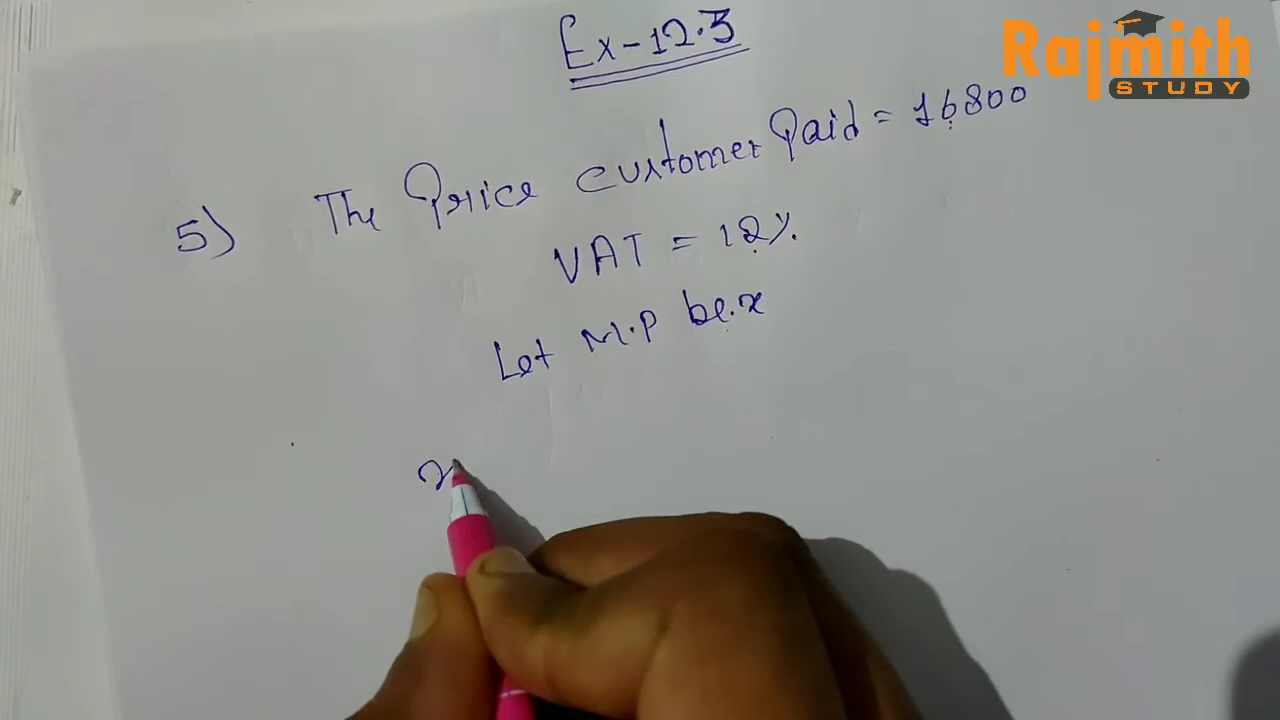 Ex-12.3
Rajmith
STUDY
5) The Price customer Paid = 16800
VAT = 12%.
Let M.P be.x
x